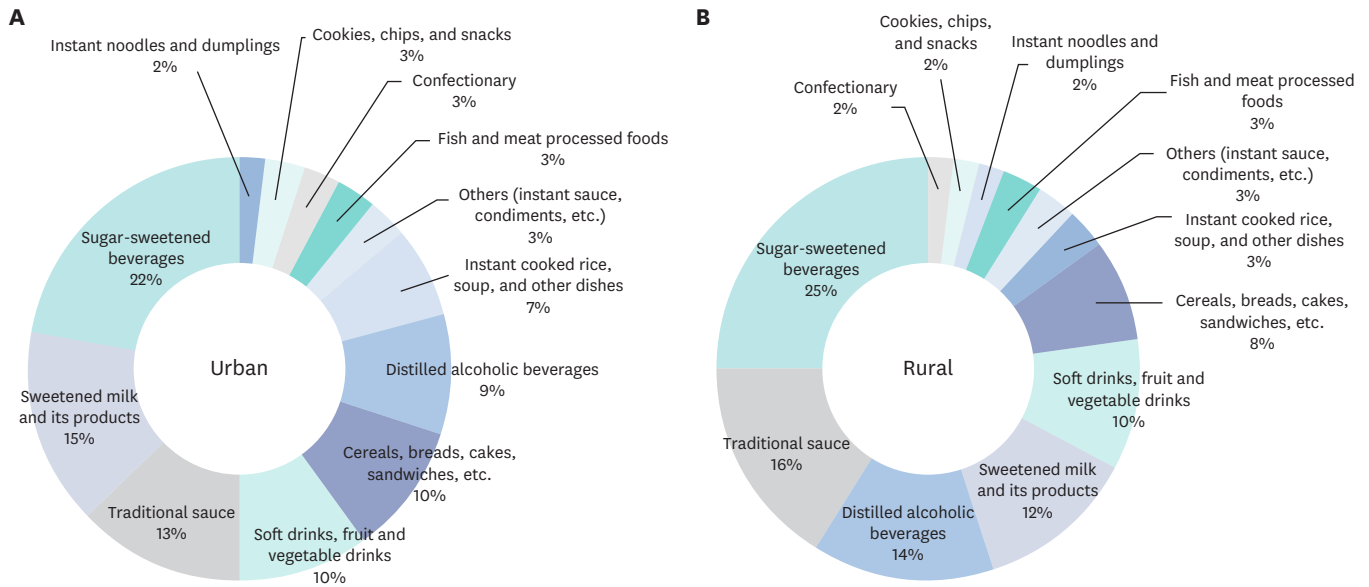 A
Instant noodles and dumplings
2%
Cookies, chips, and snacks
3%
Confectionary
3%
Fish and meat processed foods
3%
Others (instant sauce,
condiments, etc.)
3%
Instant cooked rice,
soup, and other dishes
7%
Distilled alcoholic beverages
9%
Cereals, breads, cakes,
sandwiches, etc.
10%
Soft drinks, fruit and
vegetable drinks
10%
Traditional sauce
13%
Sweetened milk
and its products
15%
Sugar-sweetened
beverages
22%
Urban
B
Confectionary
2%
Cookies, chips,
and snacks
2%
Instant noodles and
dumplings
2%
Fish and meat processed
foods
3%
Others (instant sauce,
condiments, etc.)
3%
Instant cooked rice,
soup, and other dishes
3%
Cereals, breads, cakes,
sandwiches, etc.
8%
Soft drinks, fruit and
vegetable drinks
10%
Sweetened milk
and its products
12%
Distilled alcoholic
beverages
14%
Traditional sauce
16%
Sugar-sweetened
beverages
25%
Rural